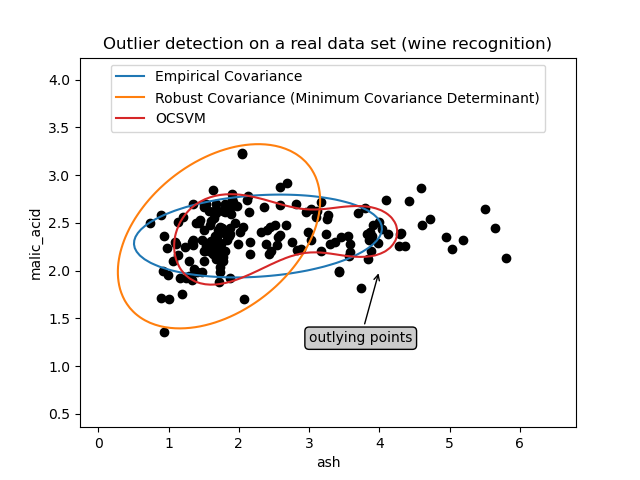 Outlier detection on a real data set (wine recognition)
Empirical Covariance
Robust Covariance (Minimum Covariance Determinant)
OCSVM
4.0
3.5
3.0
2.5
2.0
1.5
1.0
0.5
malic_acid
outlying points
0 1 2 3 4 5 6
ash